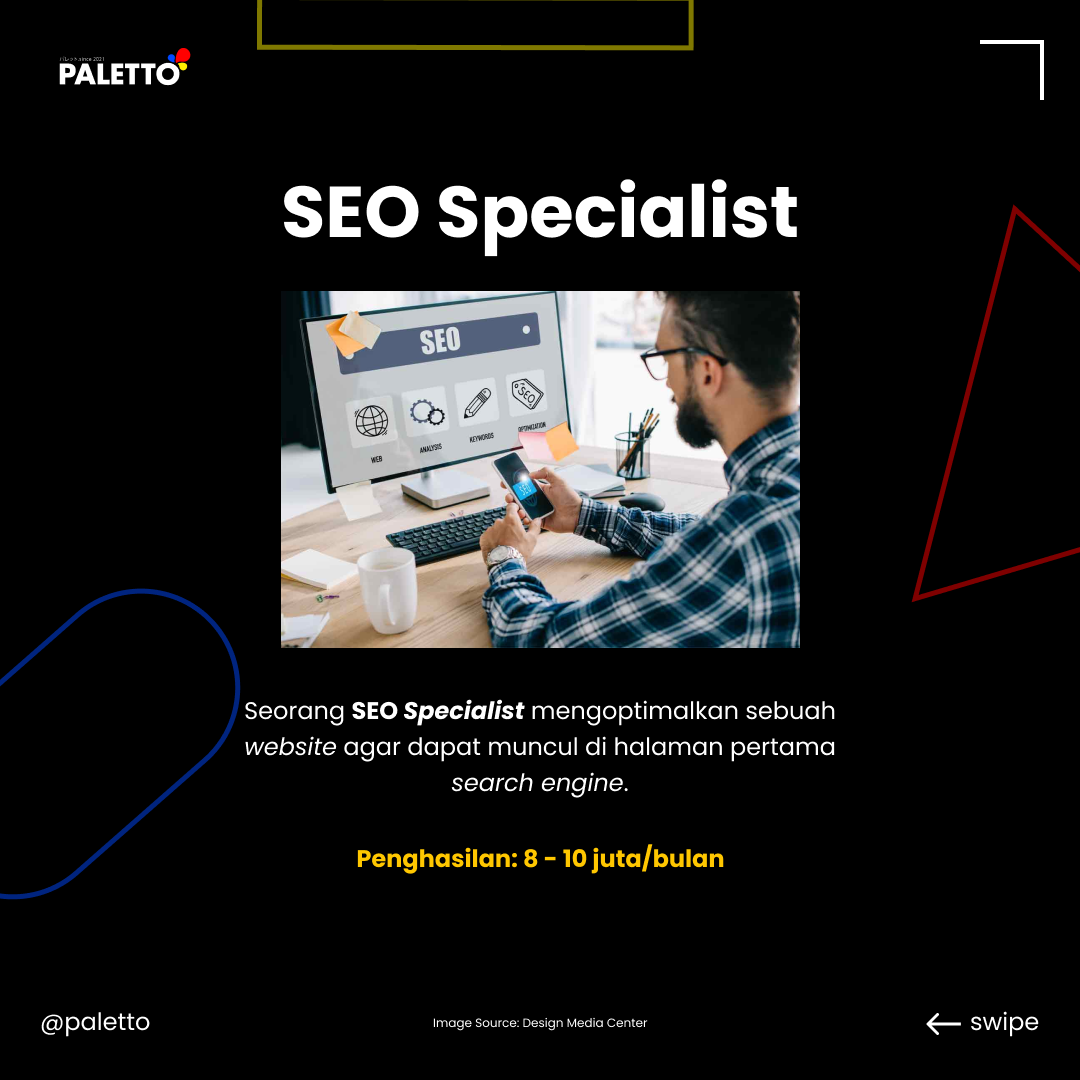 パレット.since 2021
PALETTO
SEO Specialist
SEO
WEB
ANALYSIS
KEYWORDS
OPTIMIZATION
SEO
SEO
Seorang SEO Specialist mengoptimalkan sebuah
website agar dapat muncul di halaman pertama
search engine.
Penghasilan: 8 - 10 juta/bulan
@paletto
Image Source: Design Media Center
swipe